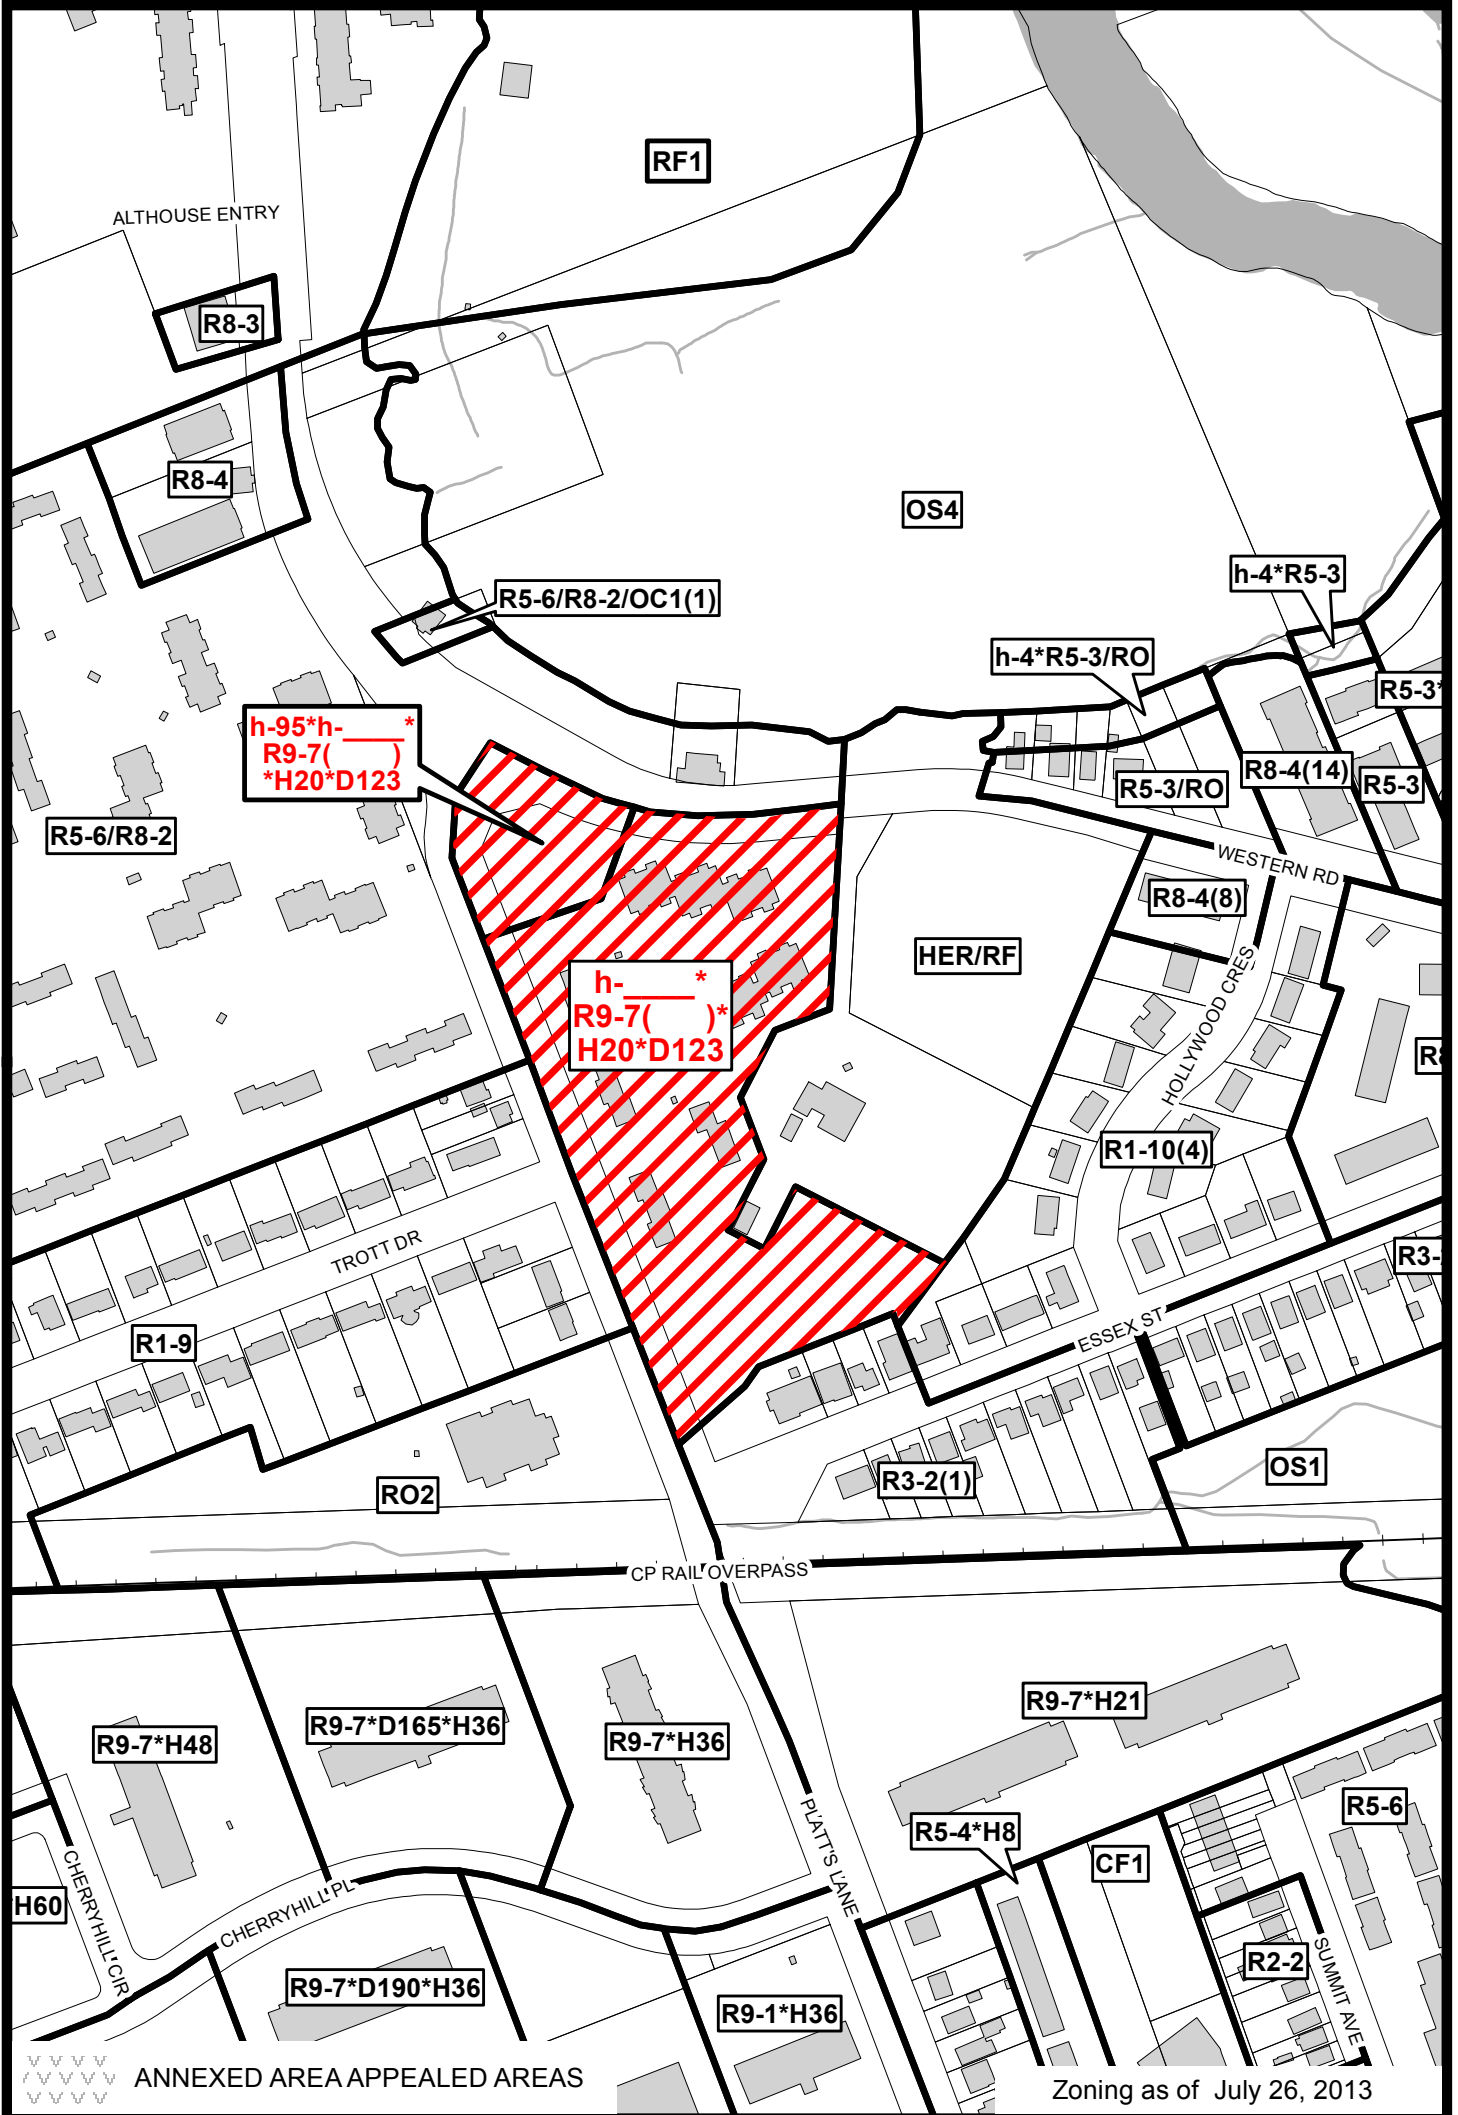 RF1
ALTHOUSE ENTRY
R8-3
R8-4
OS4
R5-6/R8-2/OC1(1)
h-4*R5-3
h-4*R5-3/RO
R5-3*
h-95*h-____*
R9-7(    )
*H20*D123
R5-3/RO
R8-4(14)
R5-3
R5-6/R8-2
WESTERN RD
R8-4(8)
HER/RF
h-____*
R9-7(    )*
H20*D123
HOLLYWOOD CRES
R8
R1-10(4)
TROTT DR
R3-
R1-9
ESSEX ST
RO2
R3-2(1)
OS1
CP RAIL OVERPASS
R9-7*H48
R9-7*D165*H36
R9-7*H36
R9-7*H21
PLATT'S LANE
R5-4*H8
R5-6
CF1
CHERRYHILL CIR
H60
CHERRYHILL PL
R2-2
SUMMIT AVE
R9-7*D190*H36
R9-1*H36
ANNEXED AREA APPEALED AREAS
Zoning as of July 26, 2013